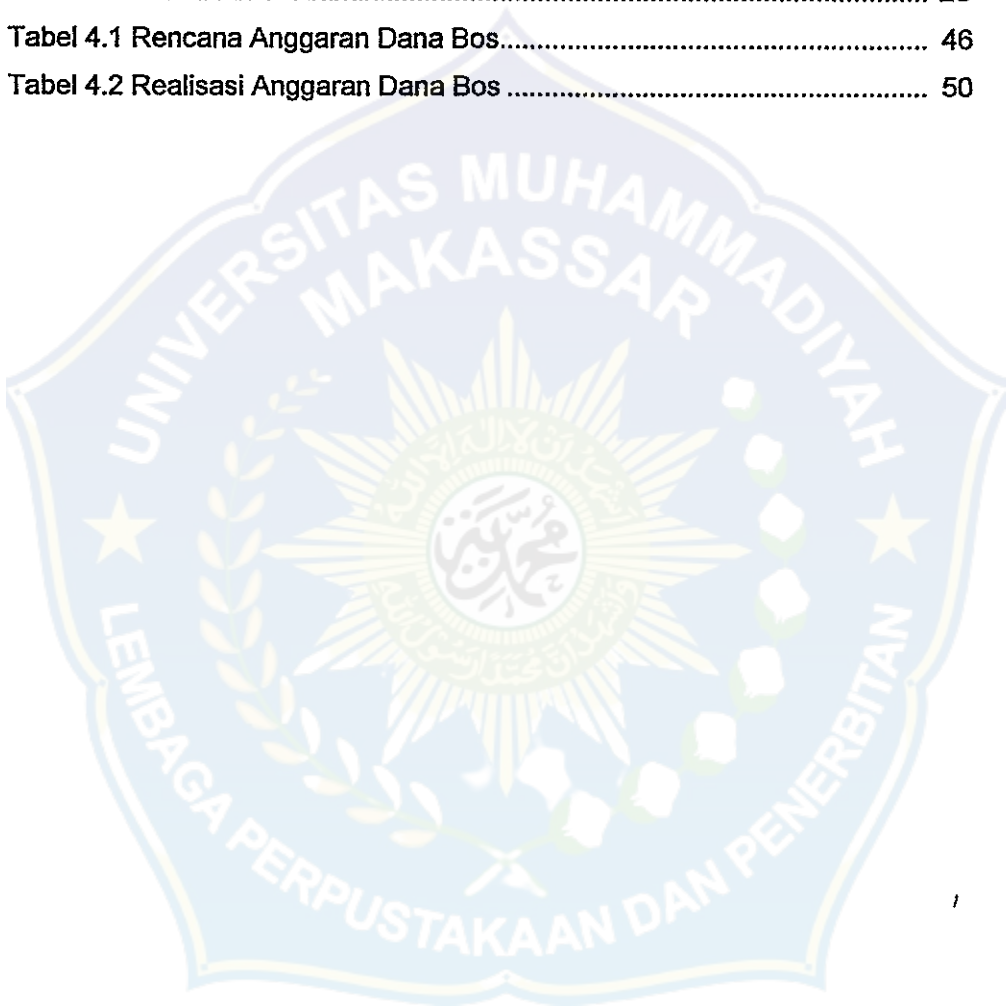 Tabel 4.1 Rencana Anggaran Dana Bos........................................................ 46
Tabel 4.2 Realisasi Anggaran Dana Bos ....................................................... 50
UNIVERSITAS MUHAMMADIYAH
MAKASSAR
LEMBAGA PERPUSTAKAAN DAN PENERBITAN